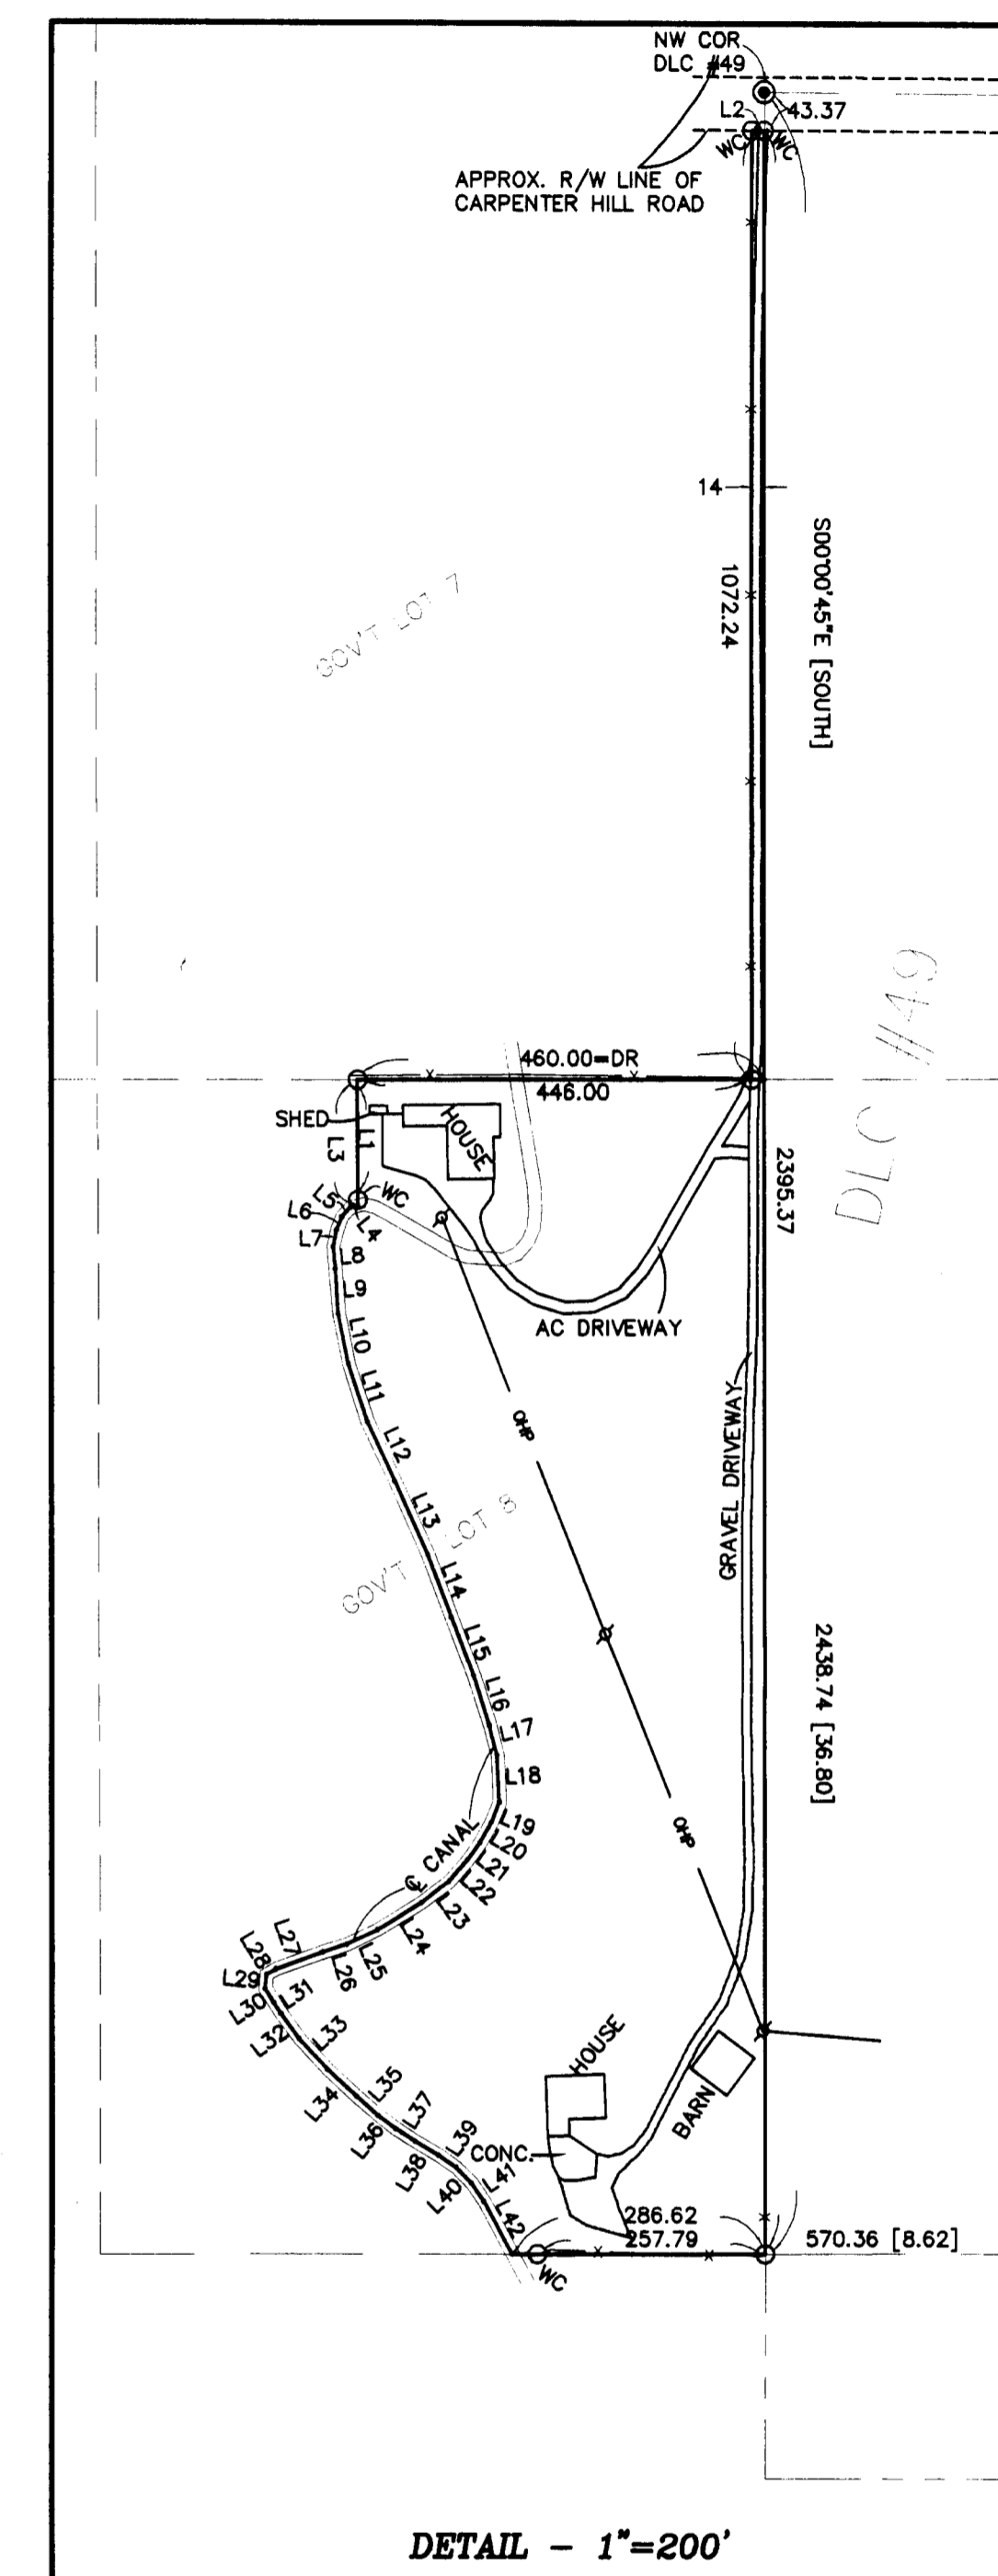 NW COR
DLC #49
L2
43.37
WC
WC
APPROX. R/W LINE OF
CARPENTER HILL ROAD
14
S00°00'45"E [SOUTH]
1072.24
GOV'T LOT 7
DLC #49
460.00=DR
446.00
SHED
HOUSE
L1
L3
2395.37
WC
L5
L6
L4
L7
L8
L9
L10
AC DRIVEWAY
L11
OHP
L12
GRAVEL DRIVEWAY
L13
GOV'T LOT 8
L14
L15
2438.74 [36.80]
L16
L17
L18
L19
OHP
L20
℄ CANAL
L21
L22
L23
L24
L25
L26
L27
L28
L29
L30
L31
L32
L33
L34
L35
L36
L37
L38
L39
L40
L41
L42
HOUSE
BARN
CONC.
286.62
257.79
570.36 [8.62]
WC
DETAIL - 1"=200'